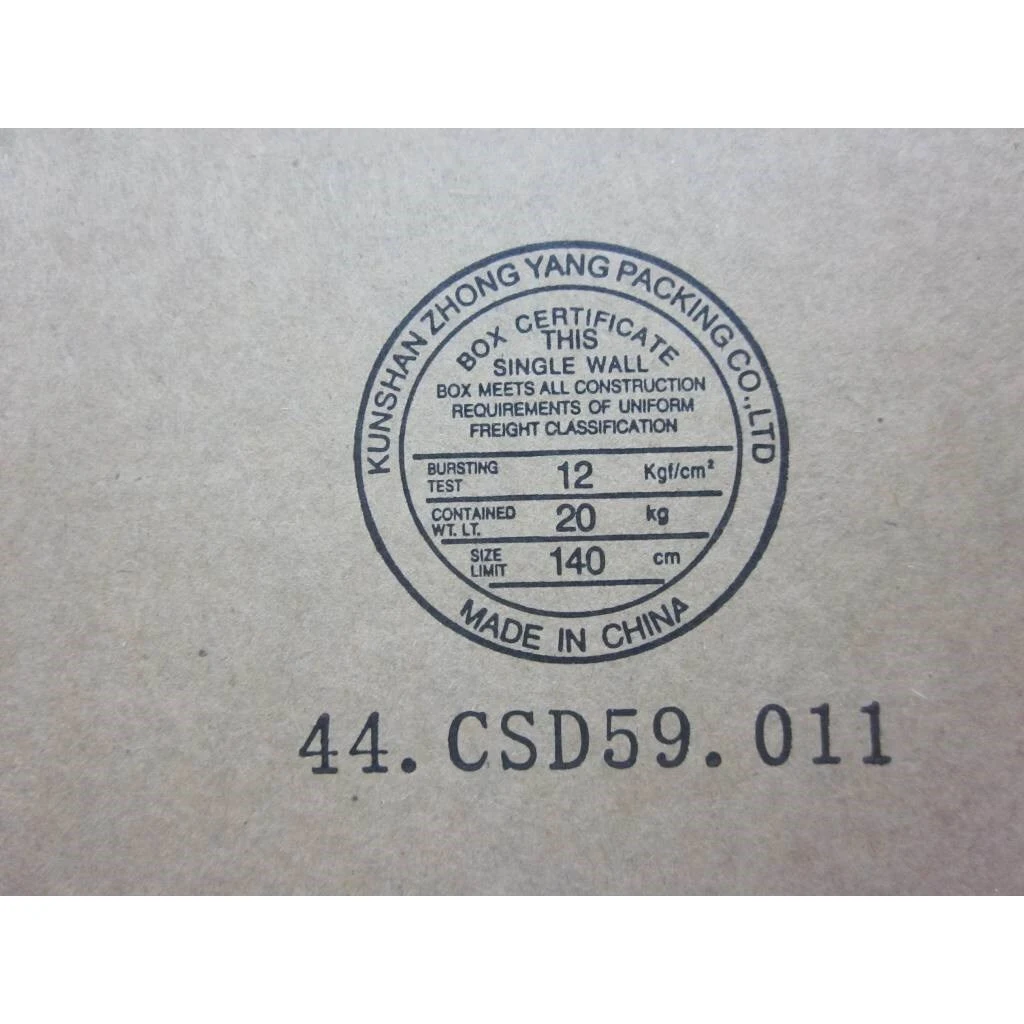 KUNSHAN ZHONG YANG PACKING CO.,LTD
BOX CERTIFICATE
THIS
SINGLE WALL
BOX MEETS ALL CONSTRUCTION
REQUIREMENTS OF UNIFORM
FREIGHT CLASSIFICATION
BURSTING TEST 12 Kgf/cm²
CONTAINED WT. LT. 20 kg
SIZE LIMIT 140 cm
MADE IN CHINA
44.CSD59.011